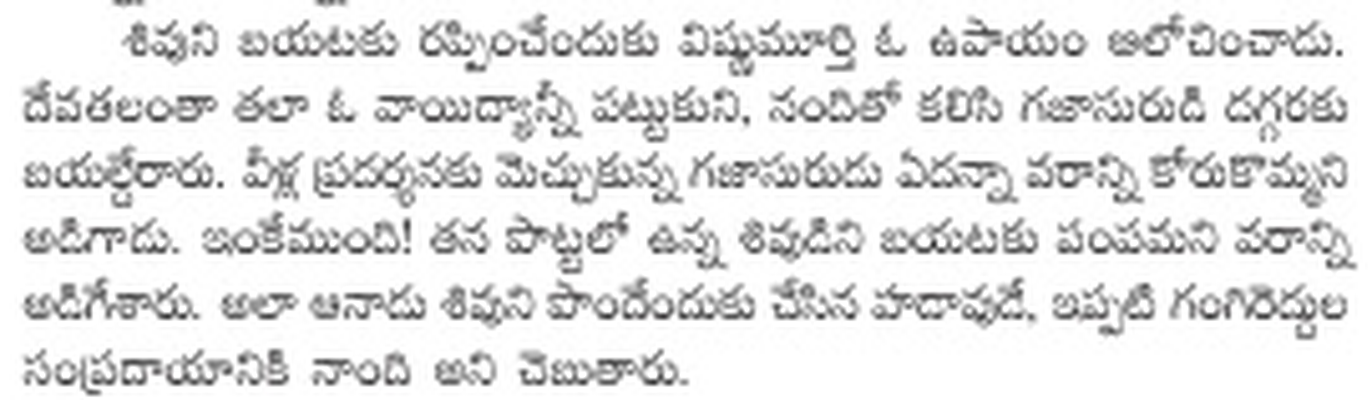 శివుని బయటకు రప్పించేందుకు విష్ణుమూర్తి ఓ ఉపాయం ఆలోచించాడు.
దేవతలంతా తలా ఓ వాయిద్యాన్నీ పట్టుకుని, నందితో కలిసి గజాసురుడి దగ్గరకు
బయల్దేరారు. వీళ్ల ప్రదర్శనకు మెచ్చుకున్న గజాసురుడు ఏదన్నా వరాన్ని కోరుకొమ్మని
అడిగాడు. ఇంకేముంది! తన పొట్టలో ఉన్న శివుడిని బయటకు పంపమని వరాన్ని
అడిగేశారు. అలా ఆనాడు శివుని పొందేందుకు చేసిన హడావుడే, ఇప్పటి గంగిరెద్దుల
సంప్రదాయానికి నాంది అని చెబుతారు.